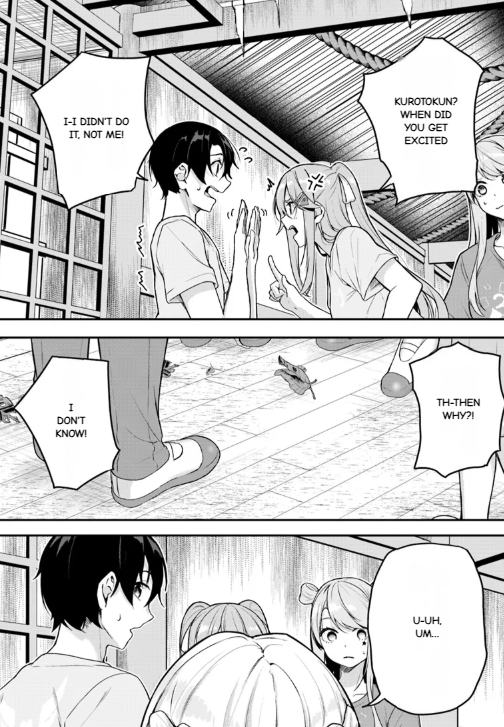 KUROTOKUN?
WHEN DID
YOU GET
EXCITED
I-I DIDN'T DO
IT, NOT ME!
TH-THEN
WHY?!
I
DON'T
KNOW!
U-UH,
UM...